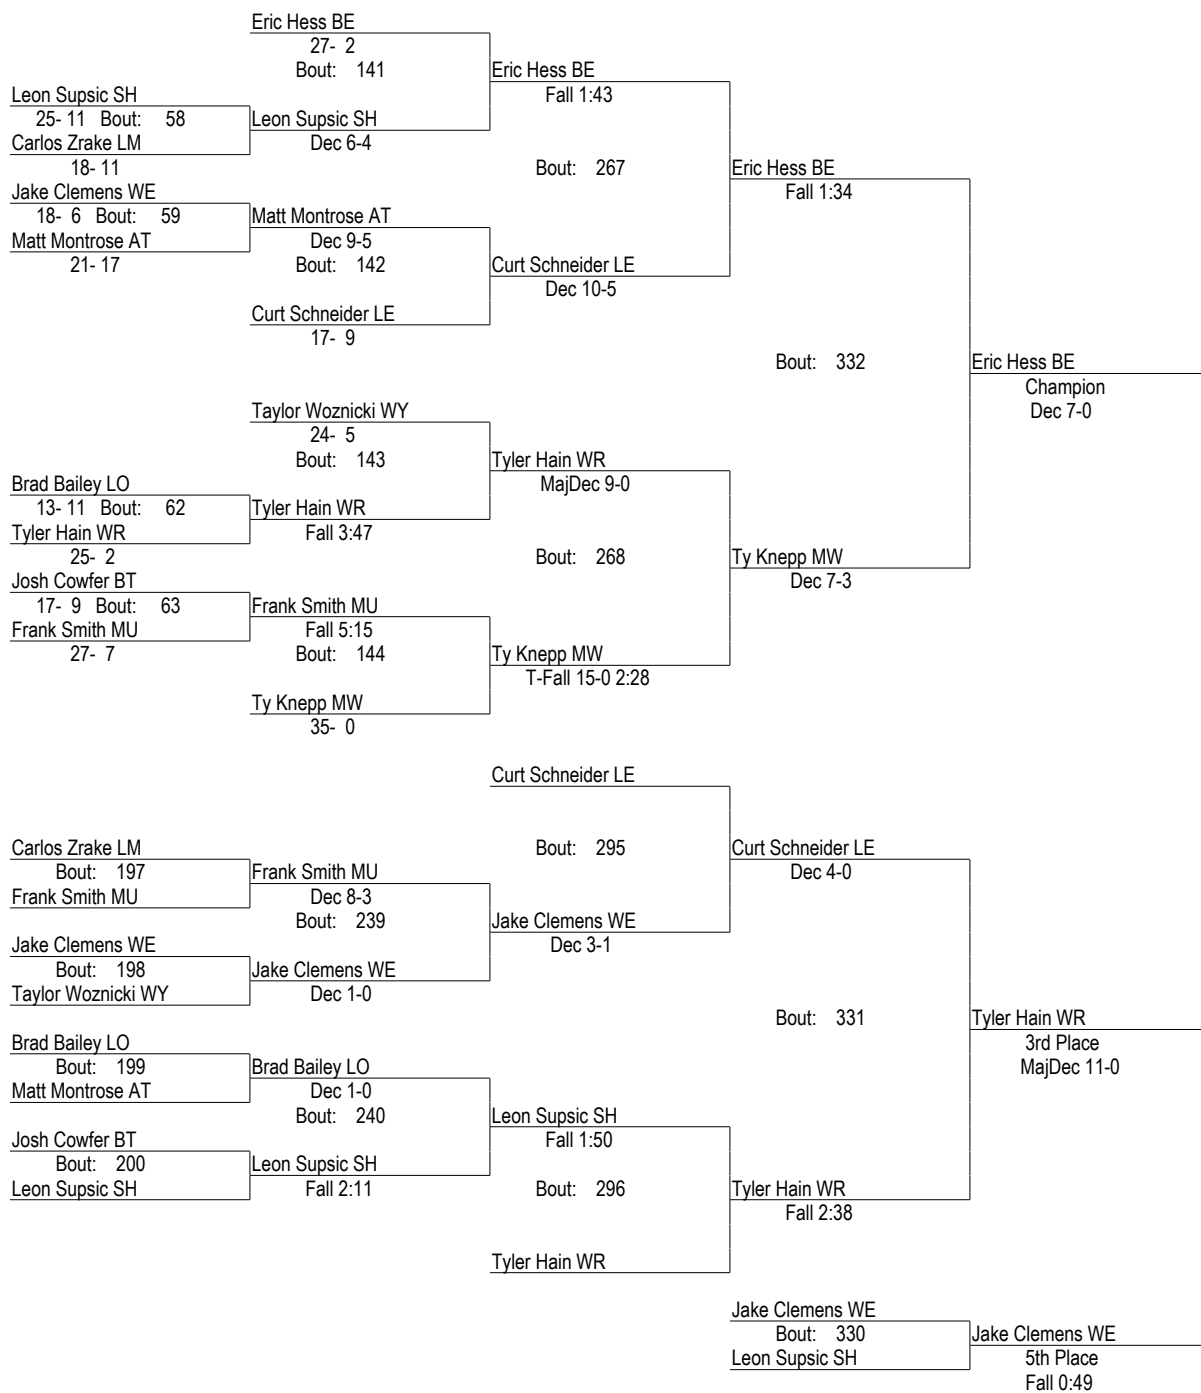 Eric Hess BE
27- 2
Bout: 141
Eric Hess BE
Fall 1:43
Leon Supsic SH
25- 11 Bout: 58
Leon Supsic SH
Dec 6-4
Carlos Zrake LM
18- 11
Bout: 267
Eric Hess BE
Fall 1:34
Jake Clemens WE
18- 6 Bout: 59
Matt Montrose AT
Dec 9-5
Matt Montrose AT
21- 17
Bout: 142
Curt Schneider LE
Dec 10-5
Curt Schneider LE
17- 9
Bout: 332
Eric Hess BE
Champion
Dec 7-0
Taylor Woznicki WY
24- 5
Bout: 143
Tyler Hain WR
MajDec 9-0
Brad Bailey LO
13- 11 Bout: 62
Tyler Hain WR
Fall 3:47
Tyler Hain WR
25- 2
Bout: 268
Ty Knepp MW
Dec 7-3
Josh Cowfer BT
17- 9 Bout: 63
Frank Smith MU
Fall 5:15
Frank Smith MU
27- 7
Bout: 144
Ty Knepp MW
T-Fall 15-0 2:28
Ty Knepp MW
35- 0
Curt Schneider LE
Carlos Zrake LM
Bout: 197
Frank Smith MU
Bout: 295
Curt Schneider LE
Dec 4-0
Frank Smith MU
Dec 8-3
Bout: 239
Jake Clemens WE
Dec 3-1
Jake Clemens WE
Bout: 198
Taylor Woznicki WY
Jake Clemens WE
Dec 1-0
Bout: 331
Tyler Hain WR
3rd Place
MajDec 11-0
Brad Bailey LO
Bout: 199
Matt Montrose AT
Brad Bailey LO
Dec 1-0
Bout: 240
Leon Supsic SH
Fall 1:50
Josh Cowfer BT
Bout: 200
Leon Supsic SH
Leon Supsic SH
Fall 2:11
Bout: 296
Tyler Hain WR
Fall 2:38
Tyler Hain WR
Jake Clemens WE
Bout: 330
Leon Supsic SH
Jake Clemens WE
5th Place
Fall 0:49